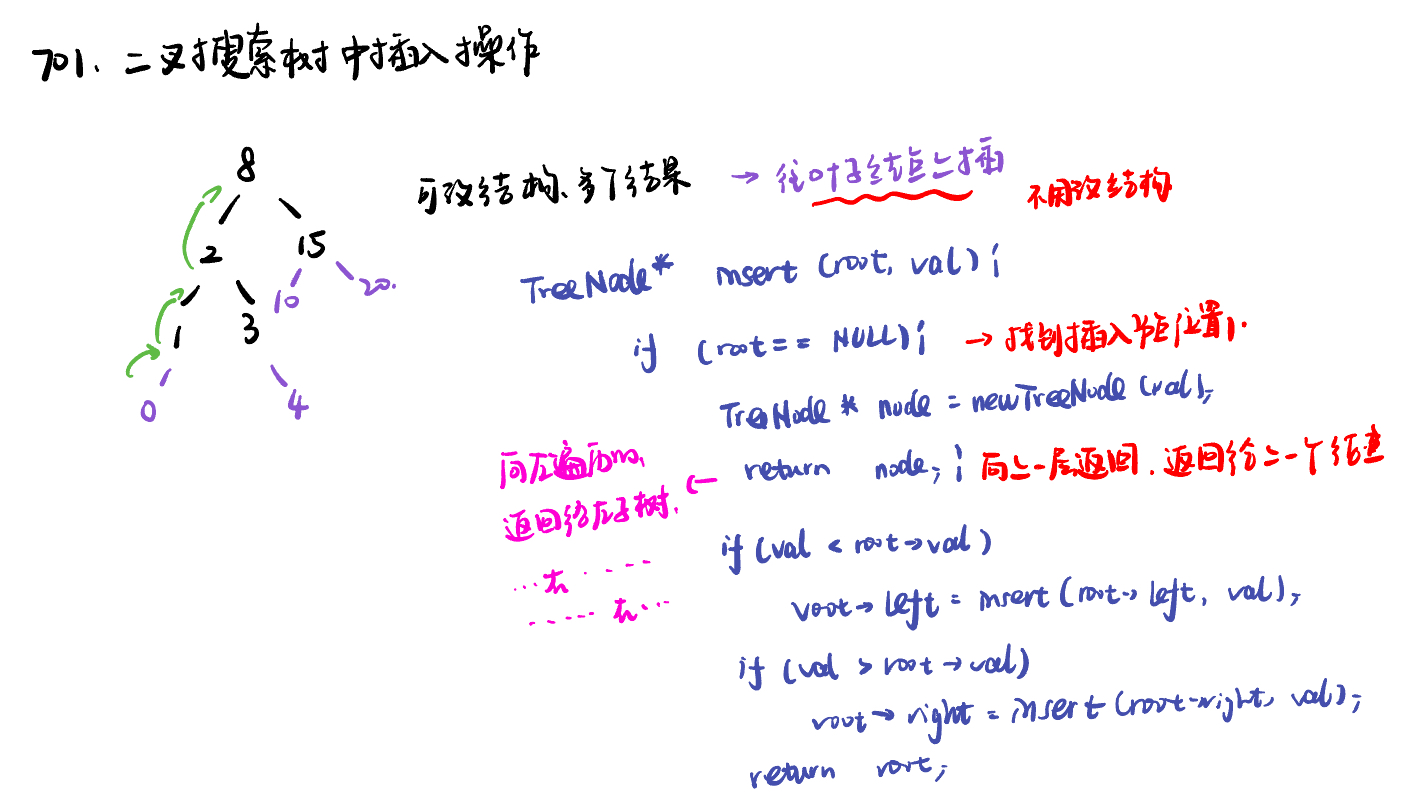 701. 二叉搜索树中插入操作
8
可改结构、多个结果 → 往叶子结点上插
不用改结构
2 15
10 20.
1 3
0 4
TreeNode* insert (root, val) {
if (root == NULL) { → 找到插入的位置,.
TreeNode * node = new TreeNode (val);
return node; } 向上一层返回. 返回给上一个结点
向左遍历的,
返回给左子树.
...右.....
......右...
if (val < root→val)
root→left = insert (root→left, val);
if (val > root→val)
root→right = insert (root→right, val);
return root;